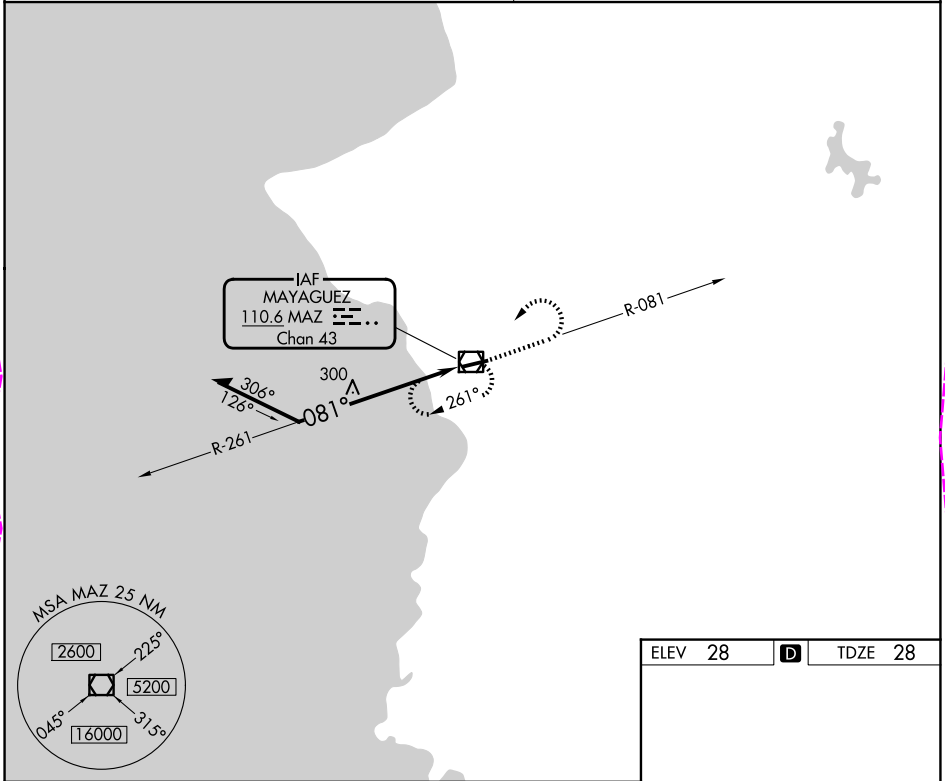 IAF
MAYAGUEZ
110.6 MAZ
Chan 43
R-081
300
306°
126°
081°
261°
R-261
MSA MAZ 25 NM
2600
225°
5200
045°
315°
16000
ELEV 28 D TDZE 28